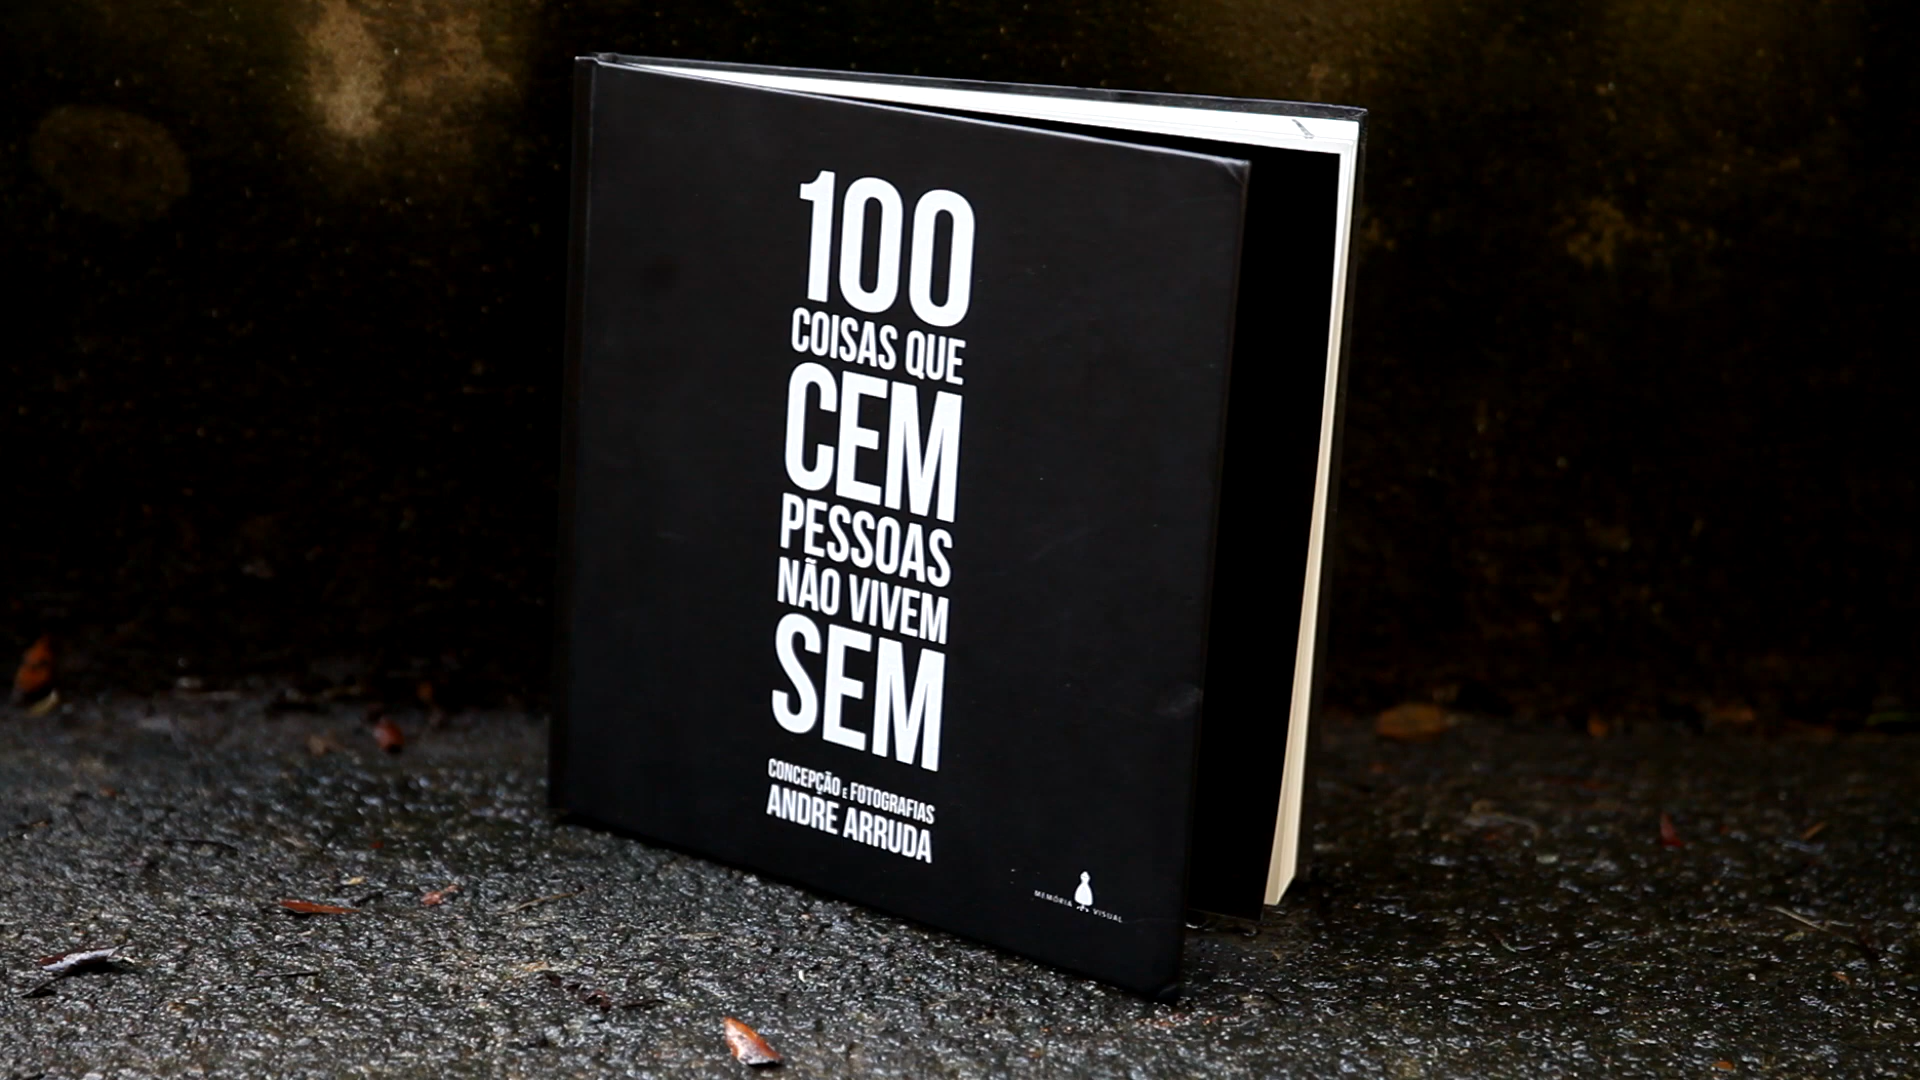 100
COISAS QUE
CEM
PESSOAS
NÃO VIVEM
SEM
CONCEPÇÃO E FOTOGRAFIAS
ANDRE ARRUDA
MEMÓRIA VISUAL